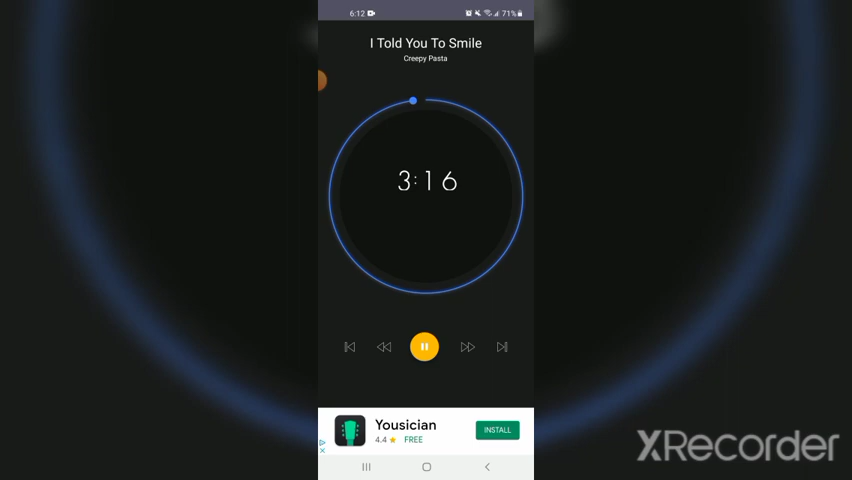 6:12
71%
I Told You To Smile
Creepy Pasta
3:16
Yousician
4.4 ★ FREE
INSTALL
XRecorder